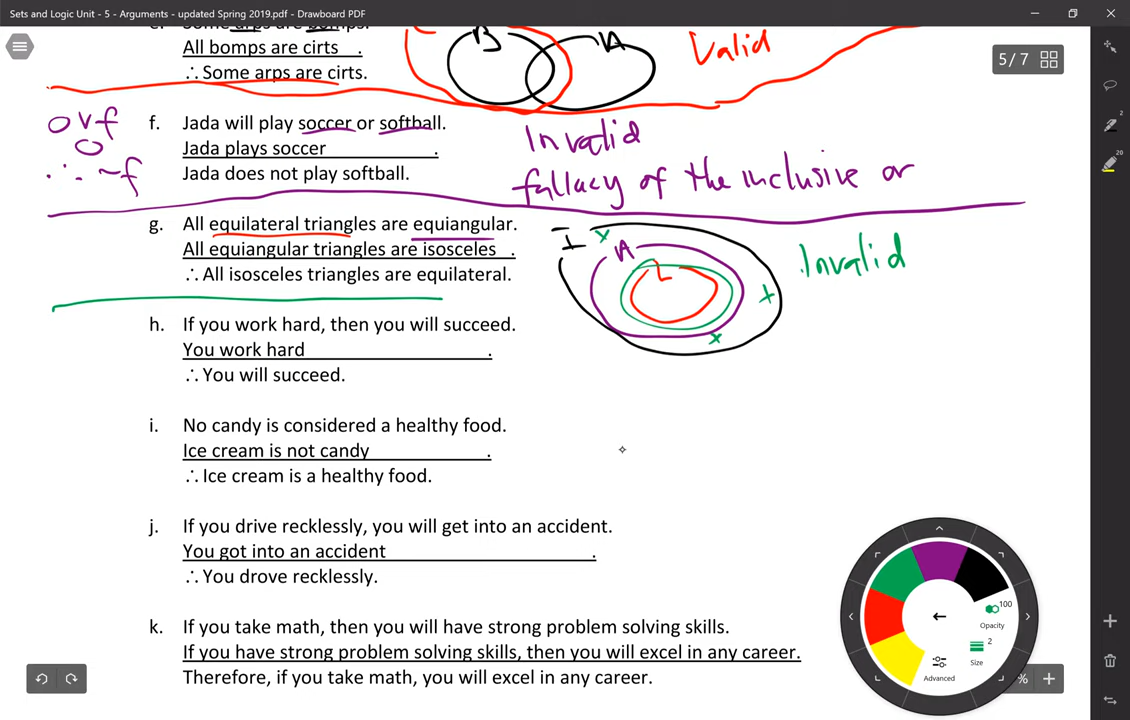 Sets and Logic Unit - 5 - Arguments - updated Spring 2019.pdf - Drawboard PDF
All bomps are cirts .
∴ Some arps are cirts.
B
A
Valid
5 / 7
o v f
o
∴ ~f
f. Jada will play soccer or softball.
Jada plays soccer .
Jada does not play softball.
Invalid
fallacy of the inclusive or
g. All equilateral triangles are equiangular.
All equiangular triangles are isosceles .
∴ All isosceles triangles are equilateral.
I
x
A
L
x
x
Invalid
h. If you work hard, then you will succeed.
You work hard .
∴ You will succeed.
i. No candy is considered a healthy food.
Ice cream is not candy .
∴ Ice cream is a healthy food.
j. If you drive recklessly, you will get into an accident.
You got into an accident .
∴ You drove recklessly.
k. If you take math, then you will have strong problem solving skills.
If you have strong problem solving skills, then you will excel in any career.
Therefore, if you take math, you will excel in any career.
100
Opacity
2
Size
Advanced
%
2
20